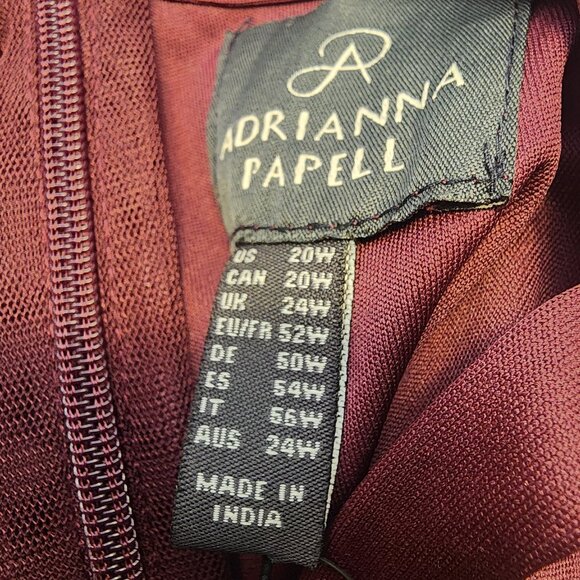 ADRIANNA
PAPELL
US 20W
CAN 20W
UK 24W
EU/FR 52W
DE 50W
ES 54W
IT 56W
AUS 24W
MADE IN
INDIA